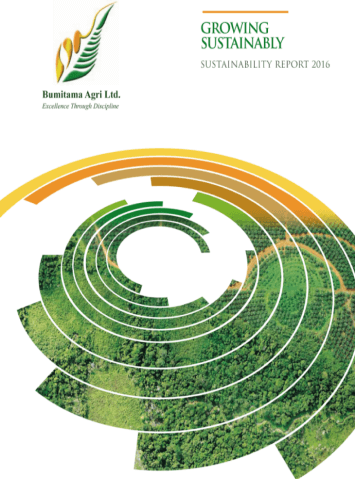 GROWING
SUSTAINABLY
SUSTAINABILITY REPORT 2016
Bumitama Agri Ltd.
Excellence Through Discipline